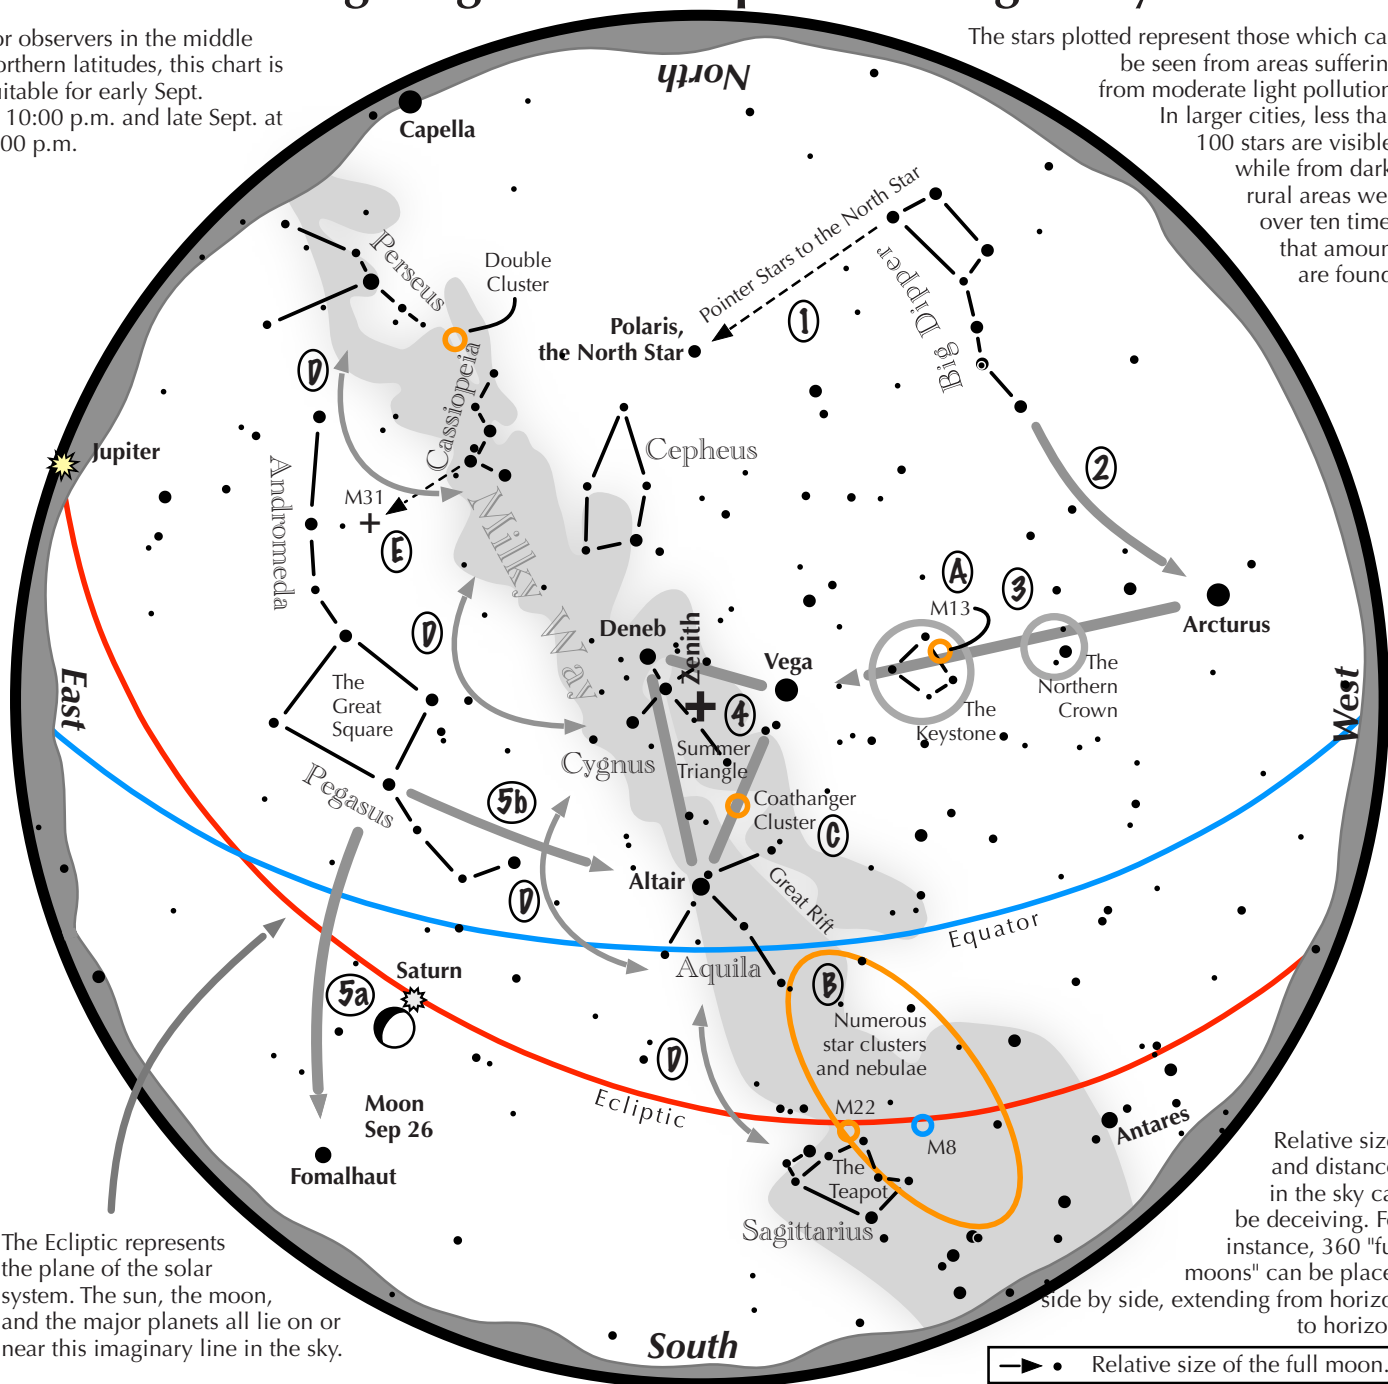 or observers in the middle
orthern latitudes, this chart is
itable for early Sept.
10:00 p.m. and late Sept. at
00 p.m.
The stars plotted represent those which ca
be seen from areas sufferin
from moderate light pollution
In larger cities, less tha
100 stars are visible
while from dark
rural areas we
over ten time
that amoun
are found
North
Capella
Perseus
Double
Cluster
Pointer Stars to the North Star
1
Big Dipper
Polaris,
the North Star
D
Cassiopeia
Cepheus
2
Jupiter
Andromeda
M31
E
Milky Way
A
3
M13
Arcturus
D
Deneb
Zenith
Vega
The
Northern
Crown
East
West
The
Great
Square
4
The
Keystone
Summer
Triangle
Cygnus
Pegasus
5b
Coathanger
Cluster
C
Altair
D
Great Rift
Equator
Aquila
Saturn
5a
B
Numerous
star clusters
and nebulae
D
Ecliptic
Moon
Sep 26
M22
M8
Antares
Fomalhaut
The
Teapot
Sagittarius
The Ecliptic represents
the plane of the solar
system. The sun, the moon,
and the major planets all lie on or
near this imaginary line in the sky.
Relative size
and distance
in the sky ca
be deceiving. Fo
instance, 360 "fu
moons" can be place
side by side, extending from horizo
to horizo
South
Relative size of the full moon.